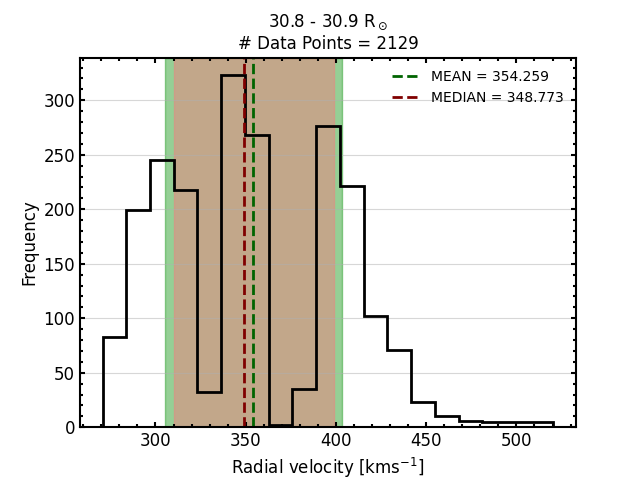 30.8 - 30.9 R⊙
# Data Points = 2129
MEAN = 354.259
MEDIAN = 348.773
300
250
200
150
100
50
0
Frequency
300 350 400 450 500
Radial velocity [kms⁻¹]